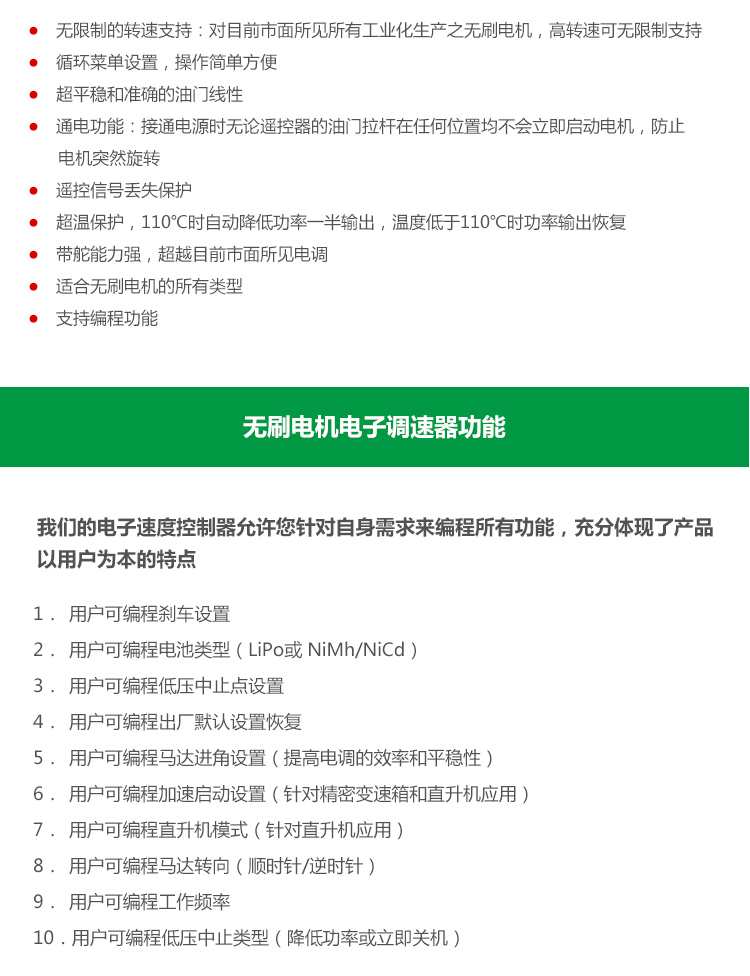 ● 无限制的转速支持：对目前市面所见所有工业化生产之无刷电机，高转速可无限制支持
● 循环菜单设置，操作简单方便
● 超平稳和准确的油门线性
● 通电功能：接通电源时无论遥控器的油门拉杆在任何位置均不会立即启动电机，防止
电机突然旋转
● 遥控信号丢失保护
● 超温保护，110℃时自动降低功率一半输出，温度低于110℃时功率输出恢复
● 带舵能力强，超越目前市面所见电调
● 适合无刷电机的所有类型
● 支持编程功能
无刷电机电子调速器功能
我们的电子速度控制器允许您针对自身需求来编程所有功能，充分体现了产品
以用户为本的特点
1． 用户可编程刹车设置
2． 用户可编程电池类型（LiPo或 NiMh/NiCd）
3． 用户可编程低压中止点设置
4． 用户可编程出厂默认设置恢复
5． 用户可编程马达进角设置（提高电调的效率和平稳性）
6． 用户可编程加速启动设置（针对精密变速箱和直升机应用）
7． 用户可编程直升机模式（针对直升机应用）
8． 用户可编程马达转向（顺时针/逆时针）
9． 用户可编程工作频率
10．用户可编程低压中止类型（降低功率或立即关机）